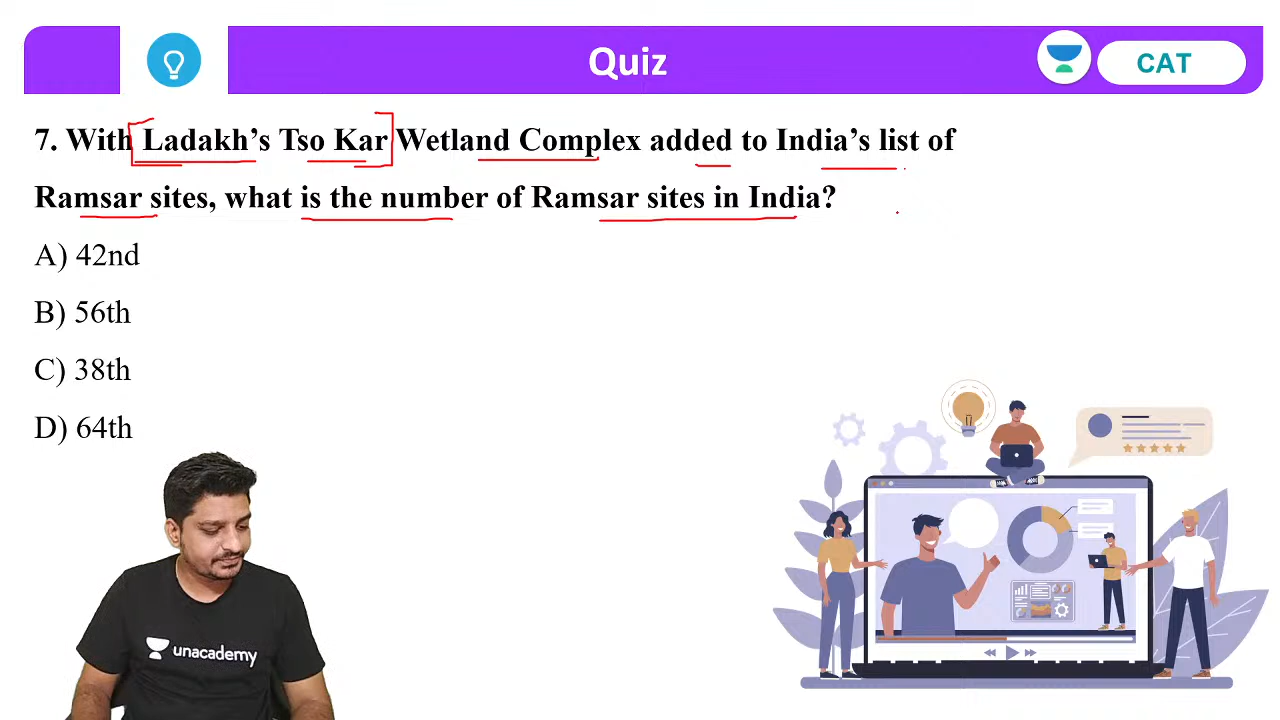 Quiz
CAT
7. With Ladakh’s Tso Kar Wetland Complex added to India’s list of
Ramsar sites, what is the number of Ramsar sites in India?
A) 42nd
B) 56th
C) 38th
D) 64th
unacademy